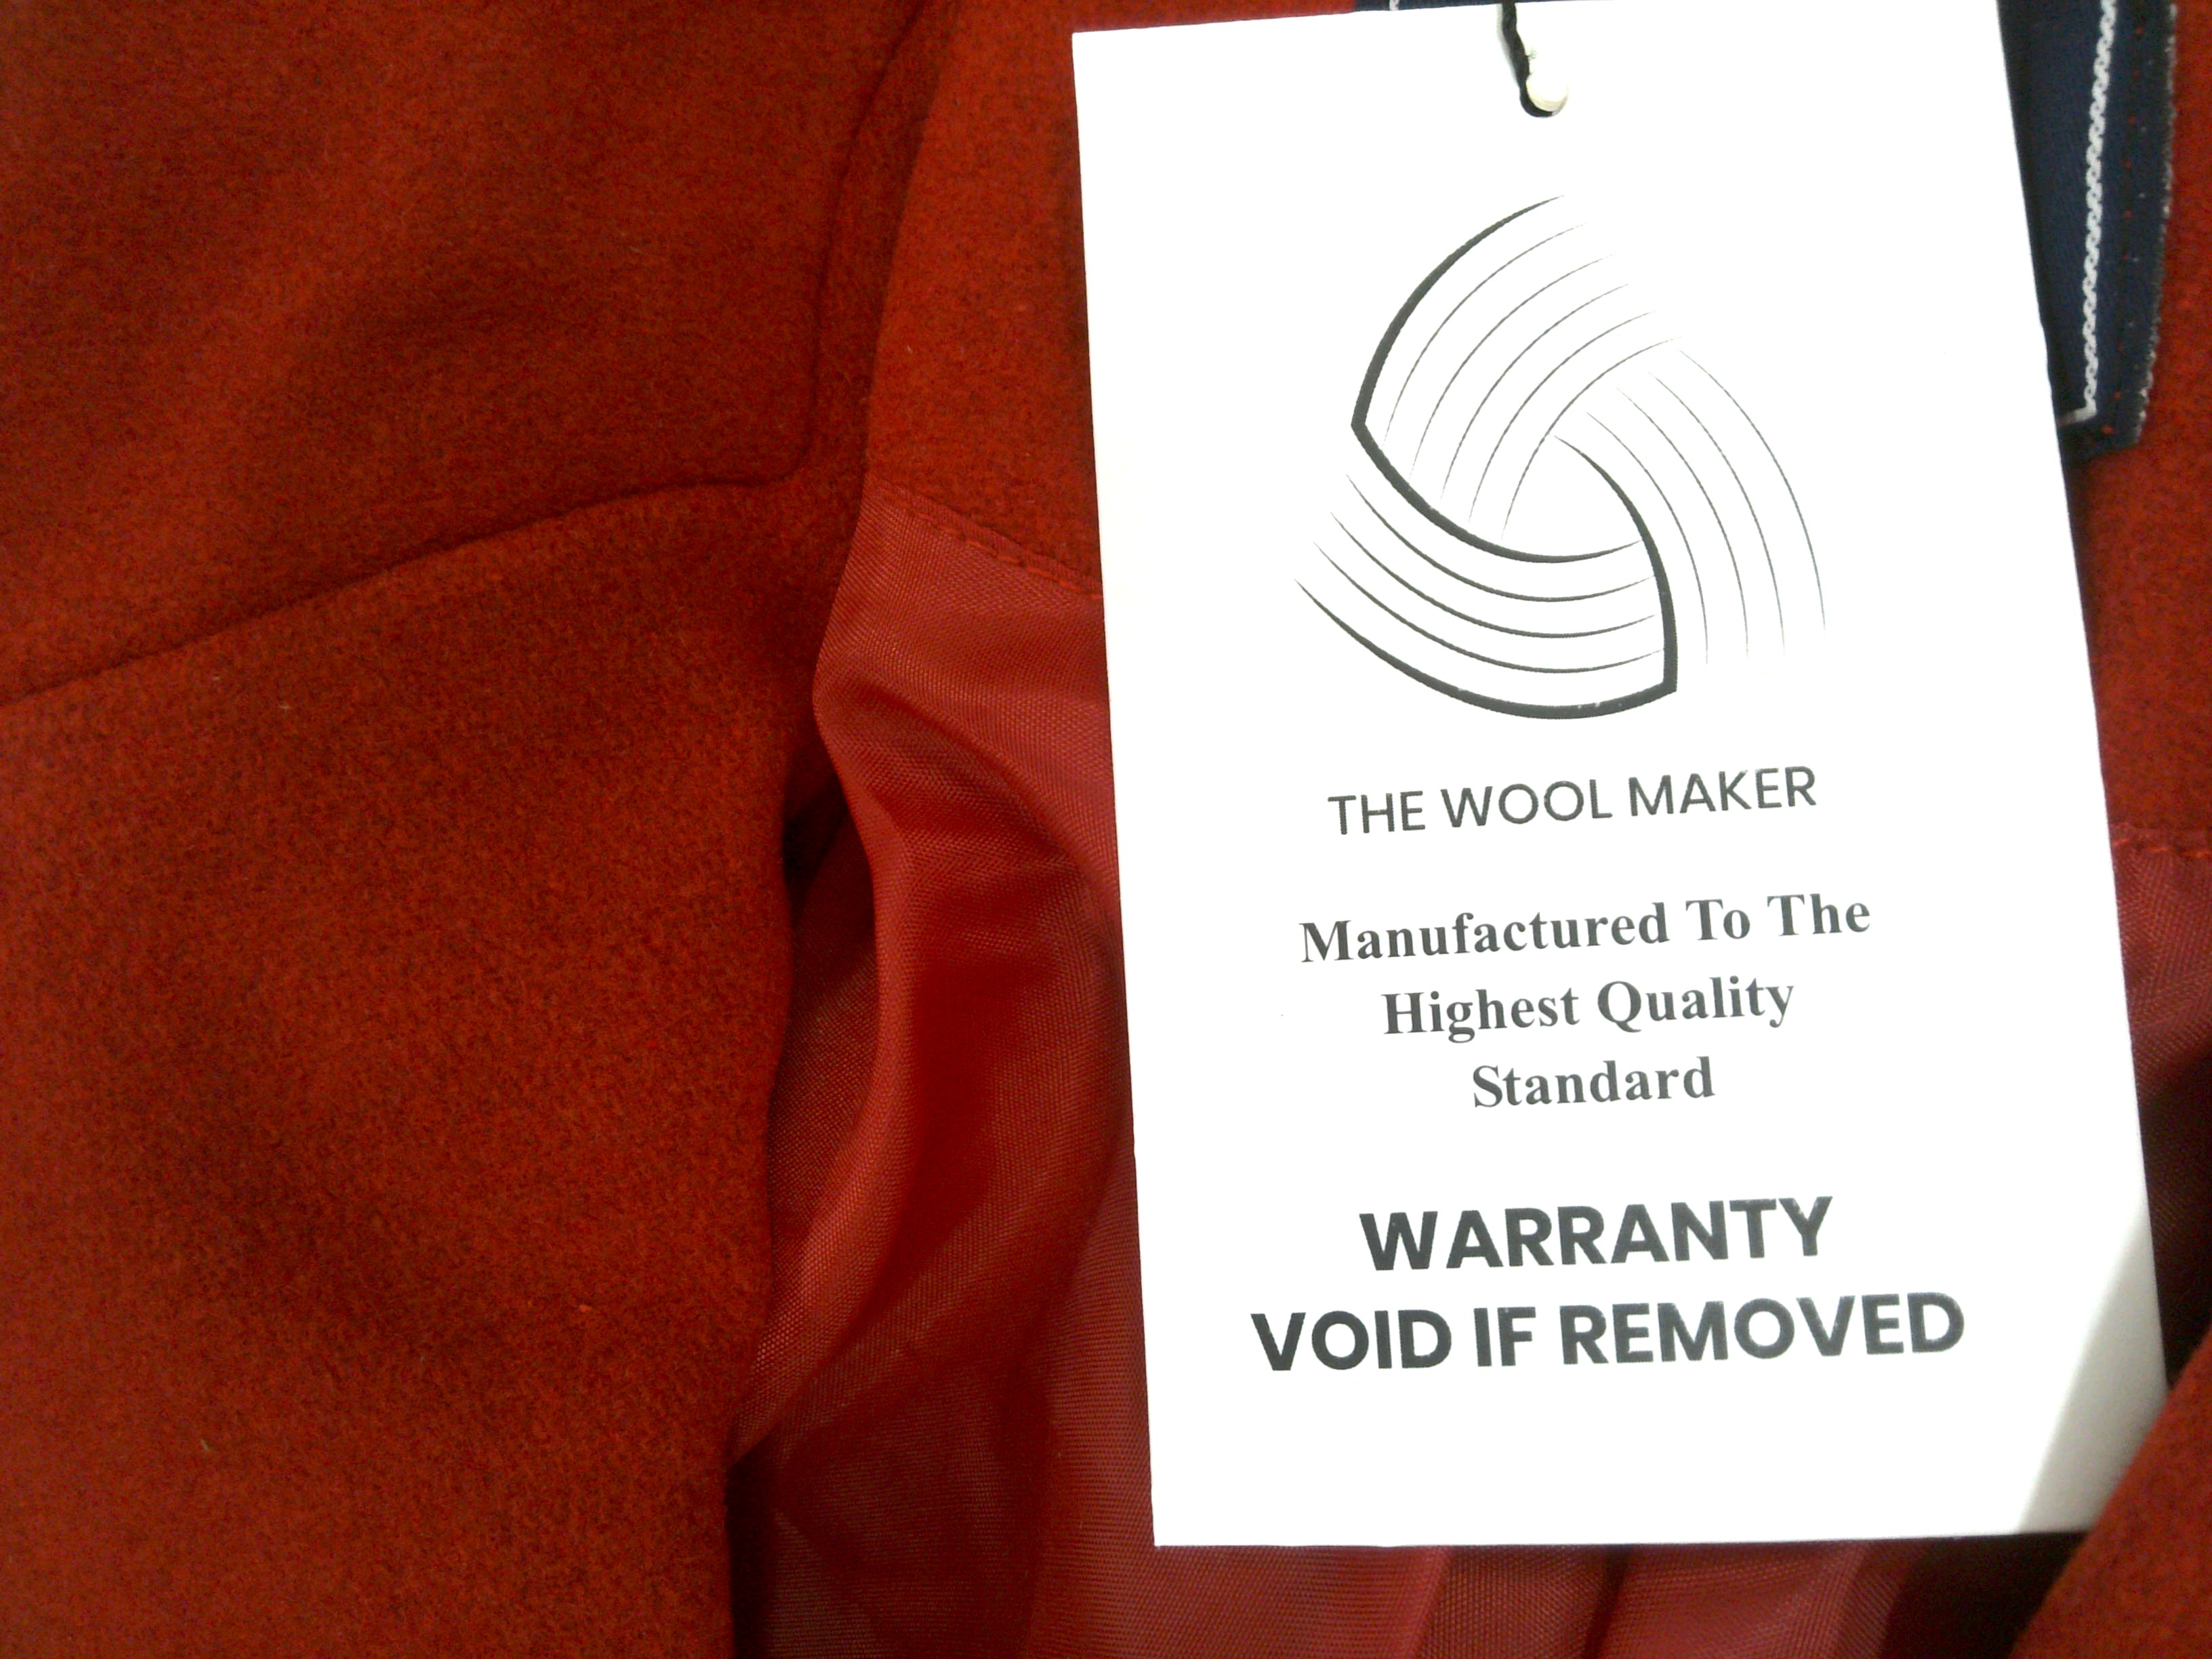 THE WOOL MAKER
Manufactured To The
Highest Quality
Standard
WARRANTY
VOID IF REMOVED